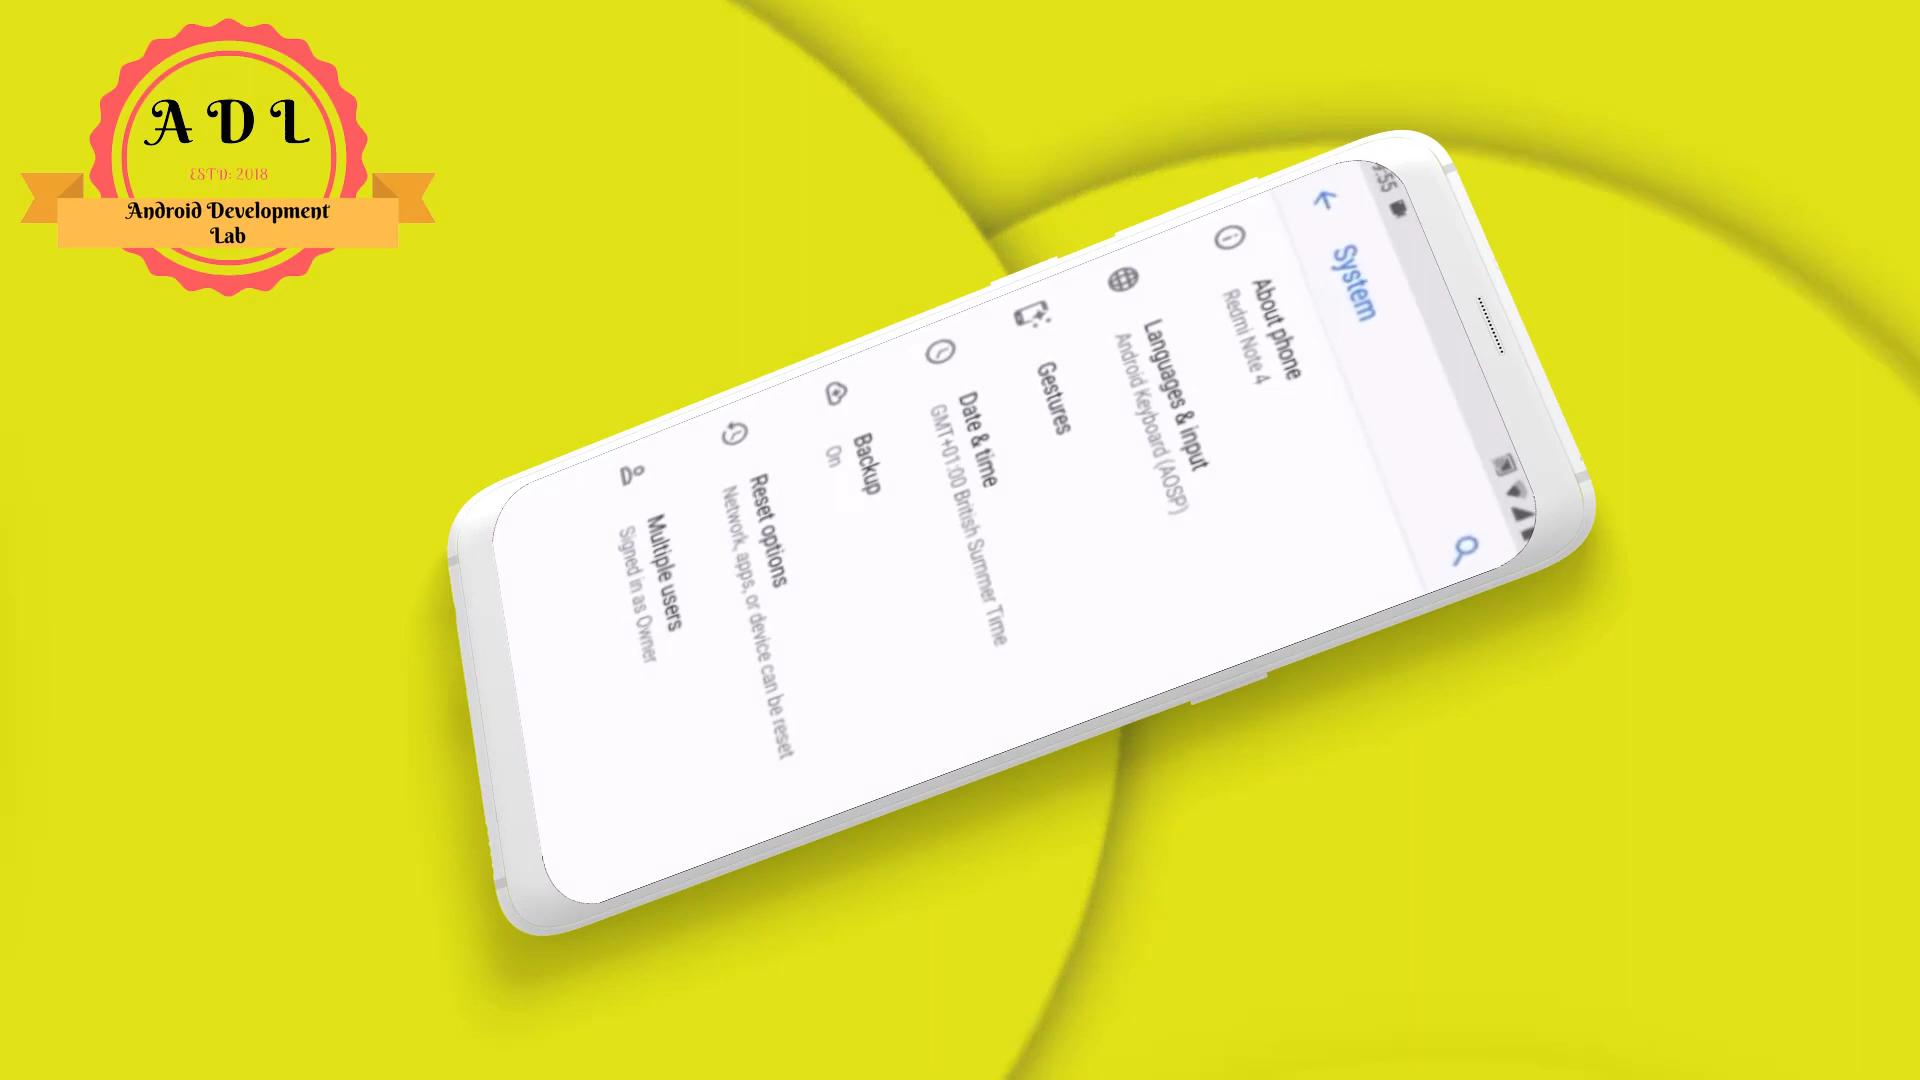 A D L
ESTD: 2018
Android Development
Lab
9:55
System
About phone
Redmi Note 4
Languages & input
Android Keyboard (AOSP)
Gestures
Date & time
GMT+01:00 British Summer Time
Backup
On
Reset options
Network, apps, or device can be reset
Multiple users
Signed in as Owner